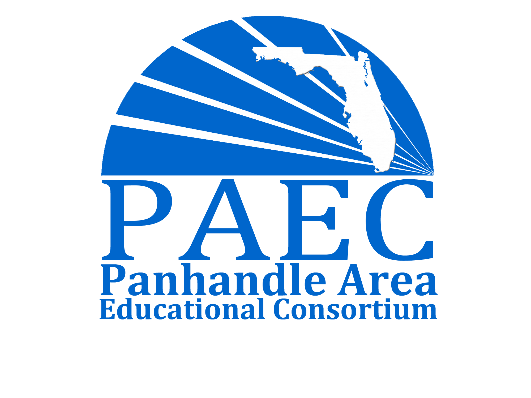 PAEC
Panhandle Area
Educational Consortium